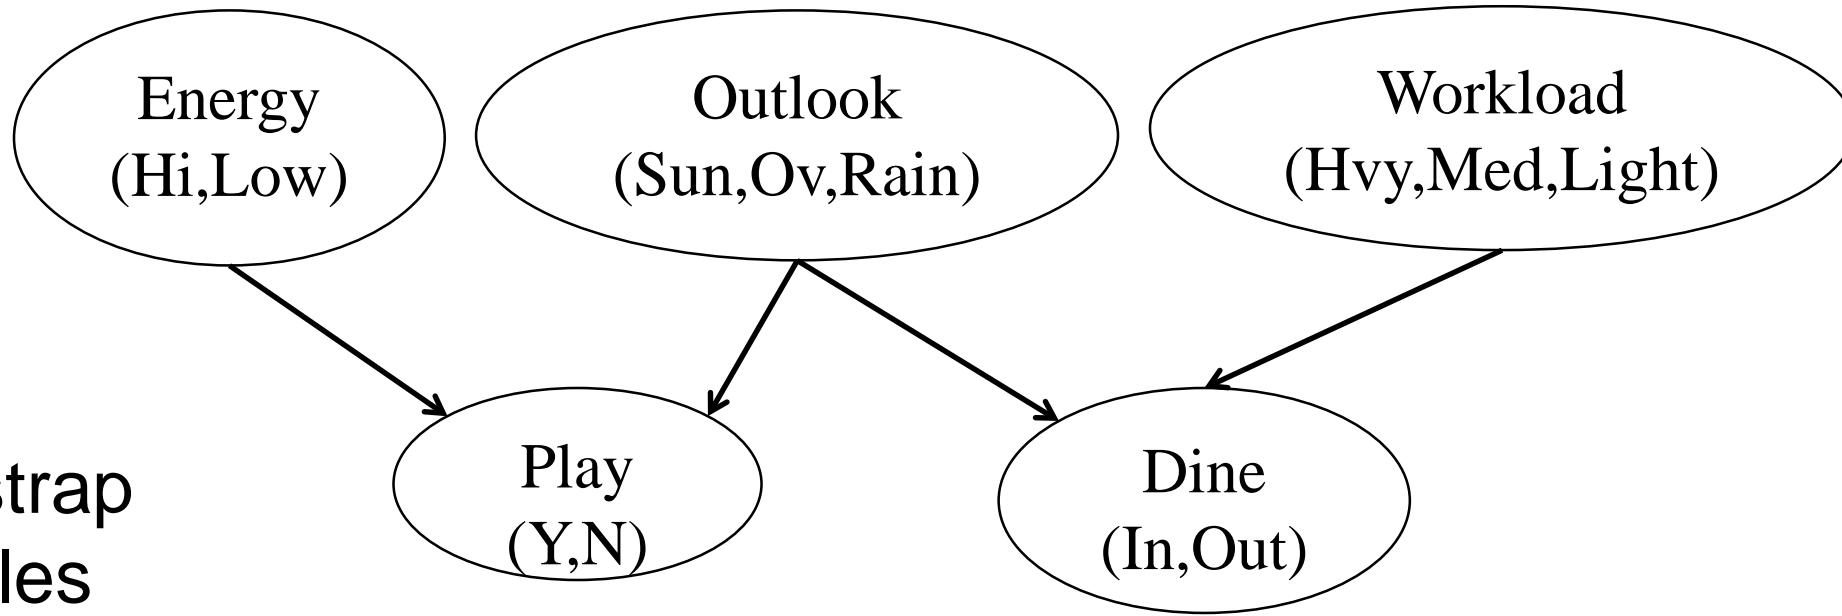 Energy
(Hi,Low)
Outlook
(Sun,Ov,Rain)
Workload
(Hvy,Med,Light)
Play
(Y,N)
Dine
(In,Out)
strap
les